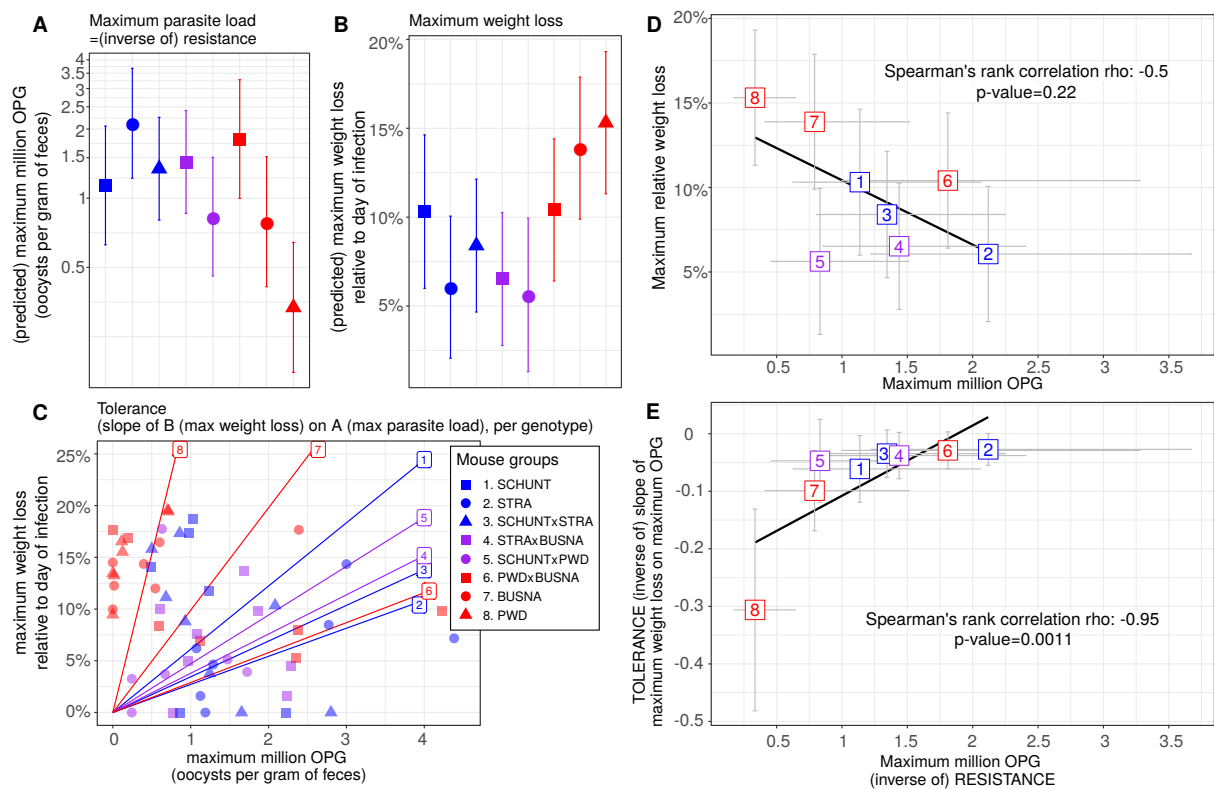 A
Maximum parasite load
=(inverse of) resistance
(predicted) maximum million OPG
(oocysts per gram of feces)
4
3.5
3
2.5
2
1.5
1
0.5
B
Maximum weight loss
(predicted) maximum weight loss
relative to day of infection
20%
15%
10%
5%
C
Tolerance
(slope of B (max weight loss) on A (max parasite load), per genotype)
maximum weight loss
relative to day of infection
25%
20%
15%
10%
5%
0%
8
7
1
5
4
3
6
2
0
1
2
3
4
maximum million OPG
(oocysts per gram of feces)
Mouse groups
1. SCHUNT
2. STRA
3. SCHUNTxSTRA
4. STRAxBUSNA
5. SCHUNTxPWD
6. PWDxBUSNA
7. BUSNA
8. PWD
D
Maximum relative weight loss
20%
15%
10%
5%
Spearman's rank correlation rho: -0.5
p-value=0.22
8
7
1
6
3
4
5
2
0.5
1
1.5
2
2.5
3
3.5
Maximum million OPG
E
TOLERANCE (inverse of) slope of
maximum weight loss on maximum OPG
0
-0.1
-0.2
-0.3
-0.4
-0.5
5
1
3
4
6
2
7
8
Spearman's rank correlation rho: -0.95
p-value=0.0011
0.5
1
1.5
2
2.5
3
3.5
Maximum million OPG
(inverse of) RESISTANCE